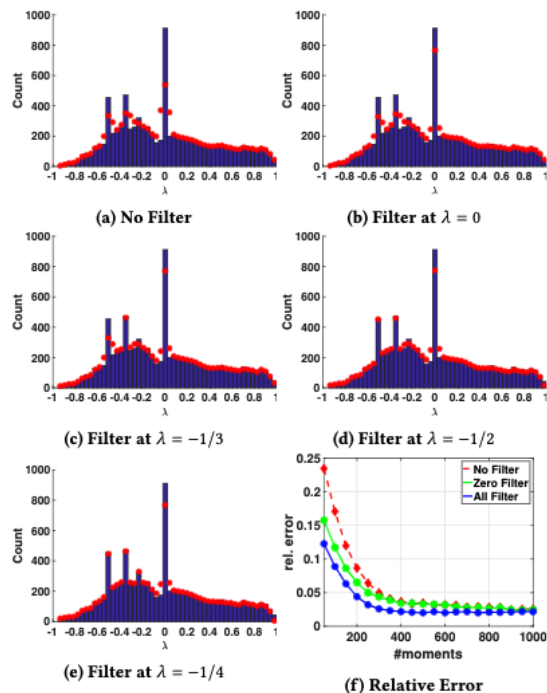 1000
800
600
400
200
0
Count
-1 -0.8 -0.6 -0.4 -0.2 0 0.2 0.4 0.6 0.8 1
λ
(a) No Filter
1000
800
600
400
200
0
Count
-1 -0.8 -0.6 -0.4 -0.2 0 0.2 0.4 0.6 0.8 1
λ
(b) Filter at λ = 0
1000
800
600
400
200
0
Count
-1 -0.8 -0.6 -0.4 -0.2 0 0.2 0.4 0.6 0.8 1
λ
(c) Filter at λ = −1/3
1000
800
600
400
200
0
Count
-1 -0.8 -0.6 -0.4 -0.2 0 0.2 0.4 0.6 0.8 1
λ
(d) Filter at λ = −1/2
1000
800
600
400
200
0
Count
-1 -0.8 -0.6 -0.4 -0.2 0 0.2 0.4 0.6 0.8 1
λ
(e) Filter at λ = −1/4
0.25
0.2
0.15
0.1
0.05
0
rel. error
No Filter
Zero Filter
All Filter
200 400 600 800 1000
#moments
(f) Relative Error